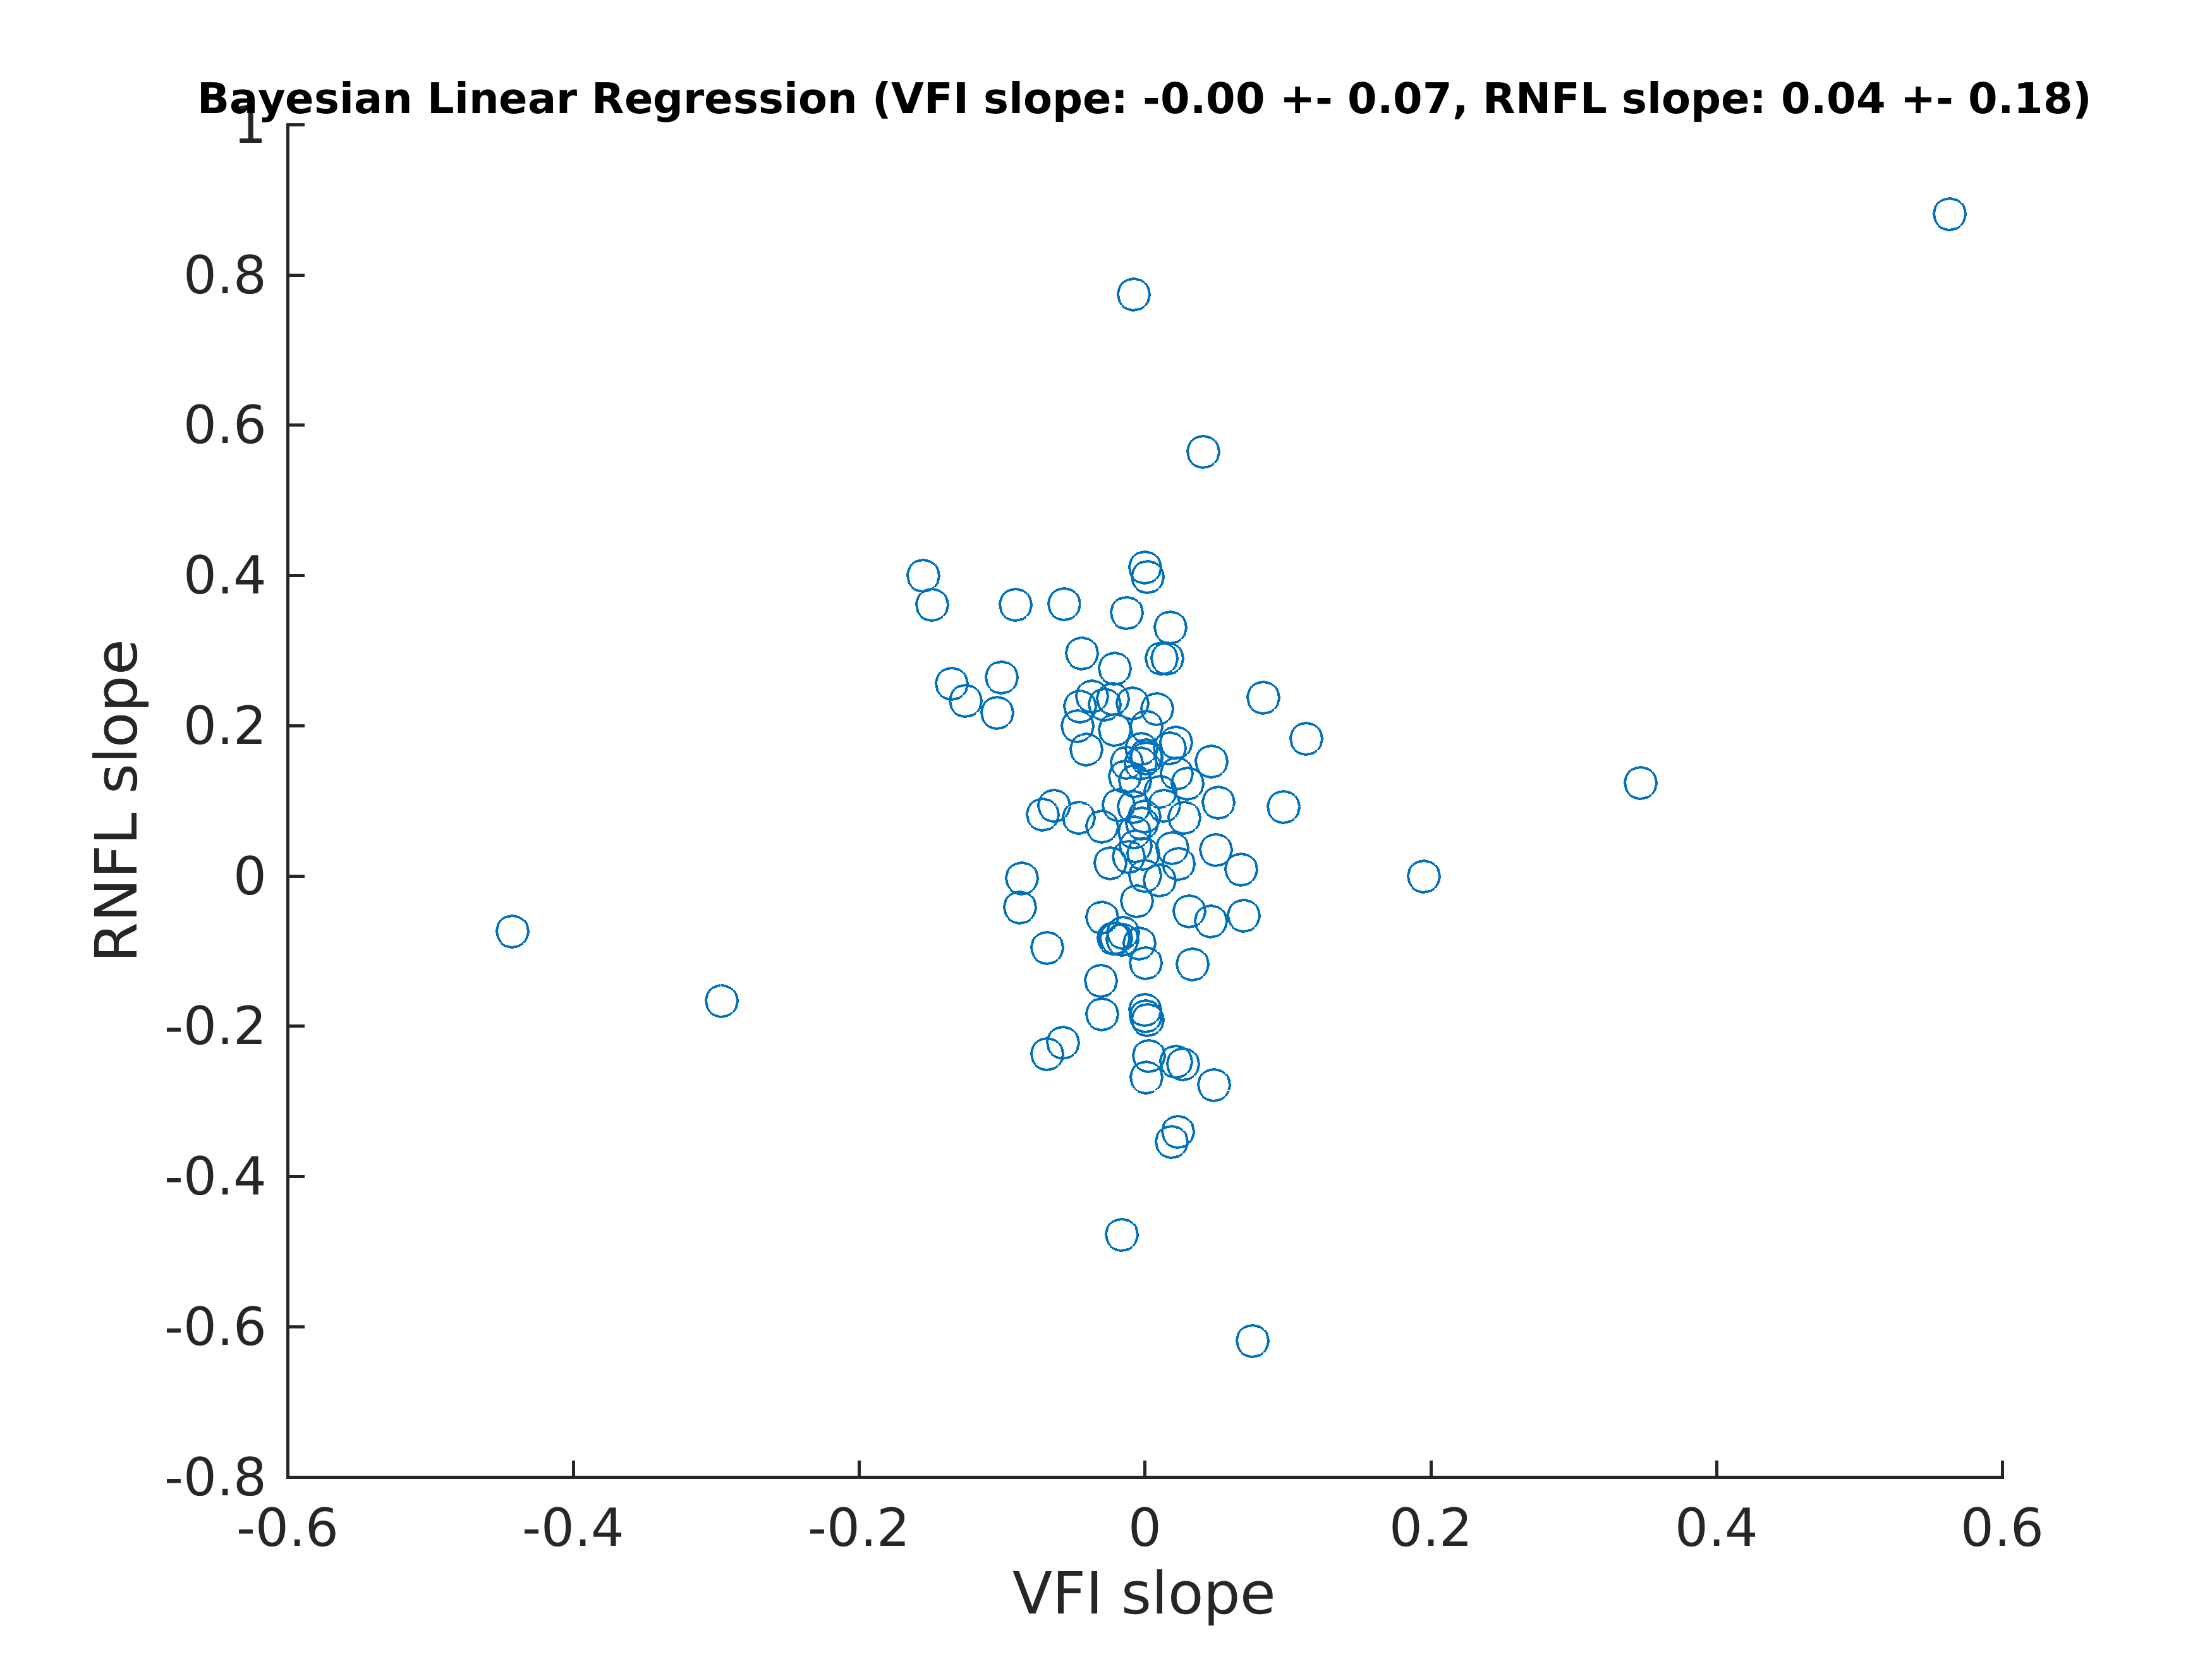 Bayesian Linear Regression (VFI slope: -0.00 +- 0.07, RNFL slope: 0.04 +- 0.18)
1
0.8
0.6
0.4
0.2
0
-0.2
-0.4
-0.6
-0.8
RNFL slope
-0.6 -0.4 -0.2 0 0.2 0.4 0.6
VFI slope